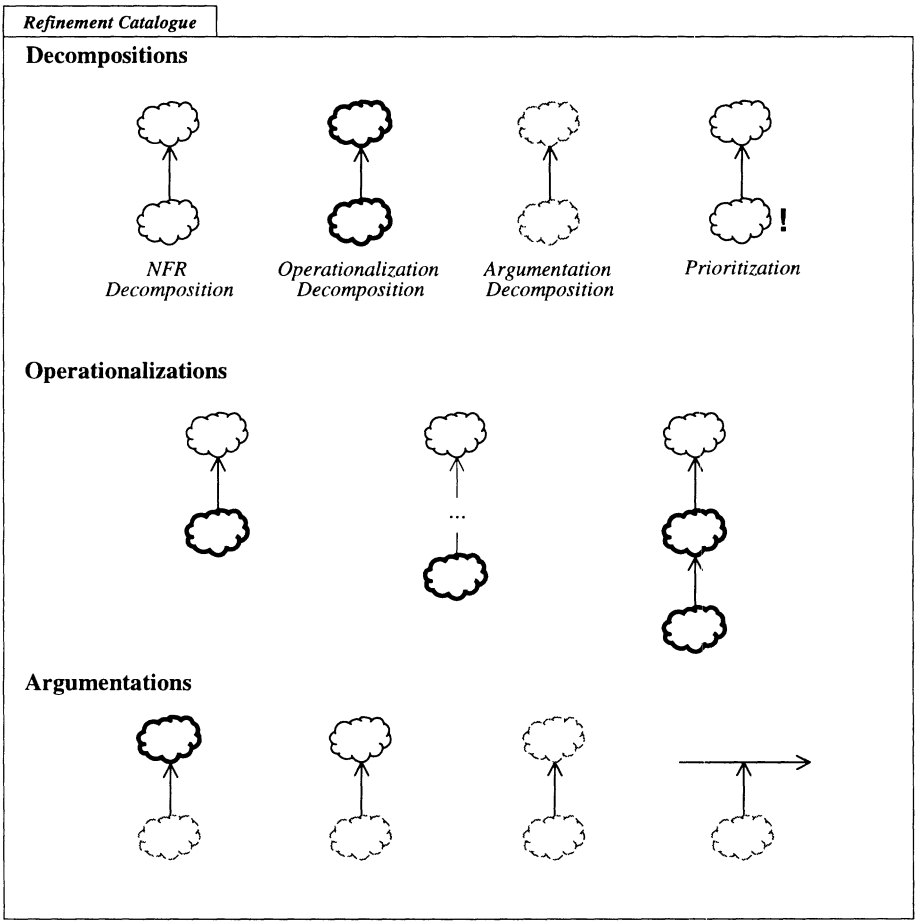 Refinement Catalogue
Decompositions
!
NFR
Decomposition
Operationalization
Decomposition
Argumentation
Decomposition
Prioritization
Operationalizations
...
Argumentations